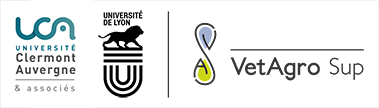 UCA
UNIVERSITÉ
Clermont
Auvergne
& associés
UNIVERSITÉ
DE LYON
VetAgro Sup